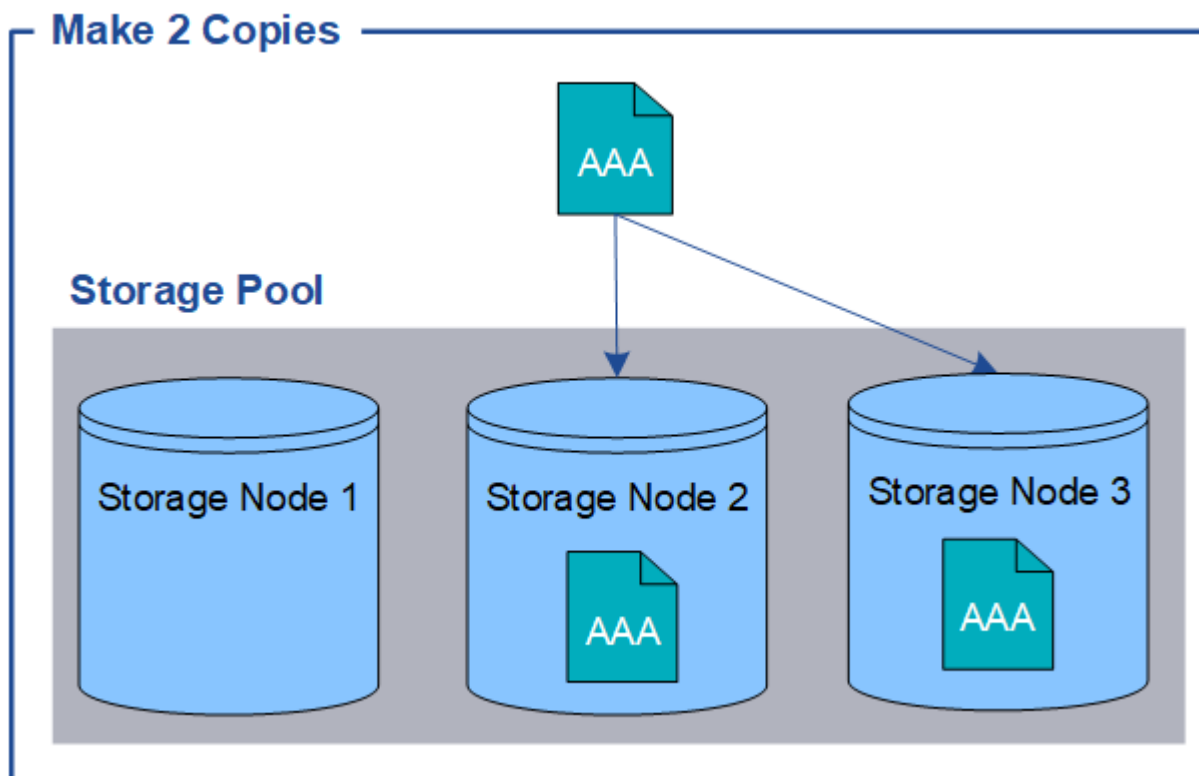 Make 2 Copies
AAA
Storage Pool
Storage Node 1
Storage Node 2
Storage Node 3
AAA
AAA